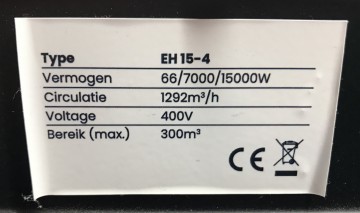 Type EH 15-4
Vermogen 66/7000/15000W
Circulatie 1292m³/h
Voltage 400V
Bereik (max.) 300m³
CE